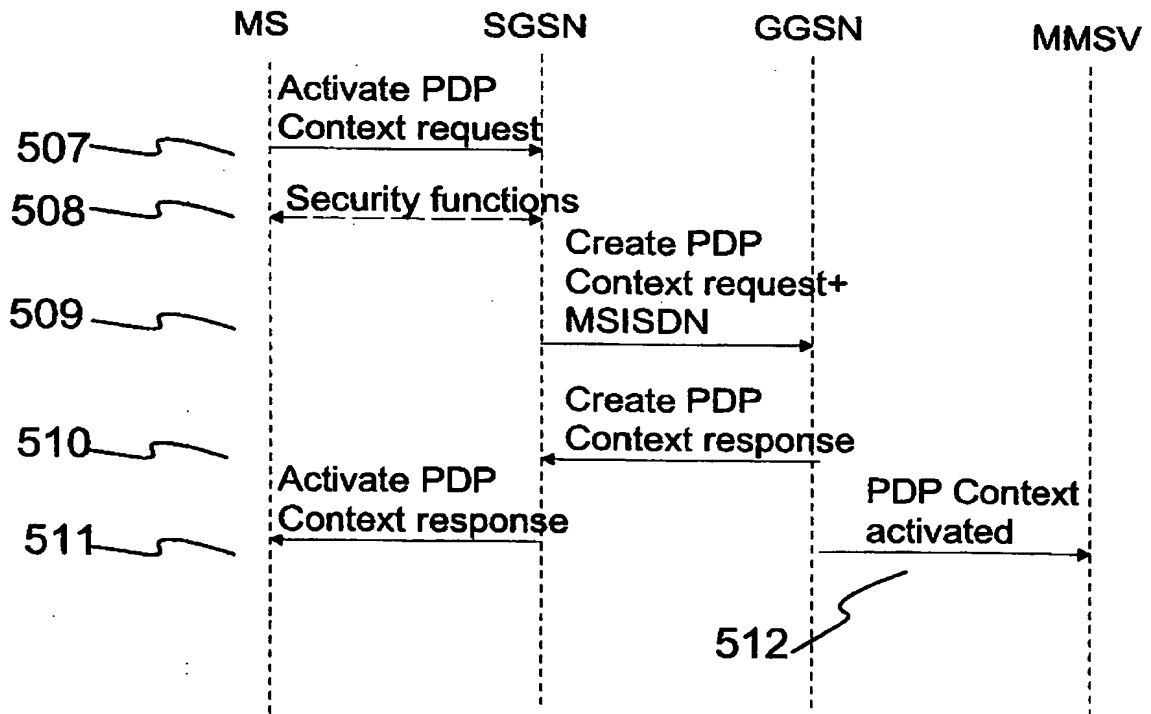 MS SGSN GGSN MMSV
Activate PDP
Context request
507
508
Security functions
Create PDP
Context request+
MSISDN
509
Create PDP
Context response
510
Activate PDP
Context response
511
PDP Context
activated
512